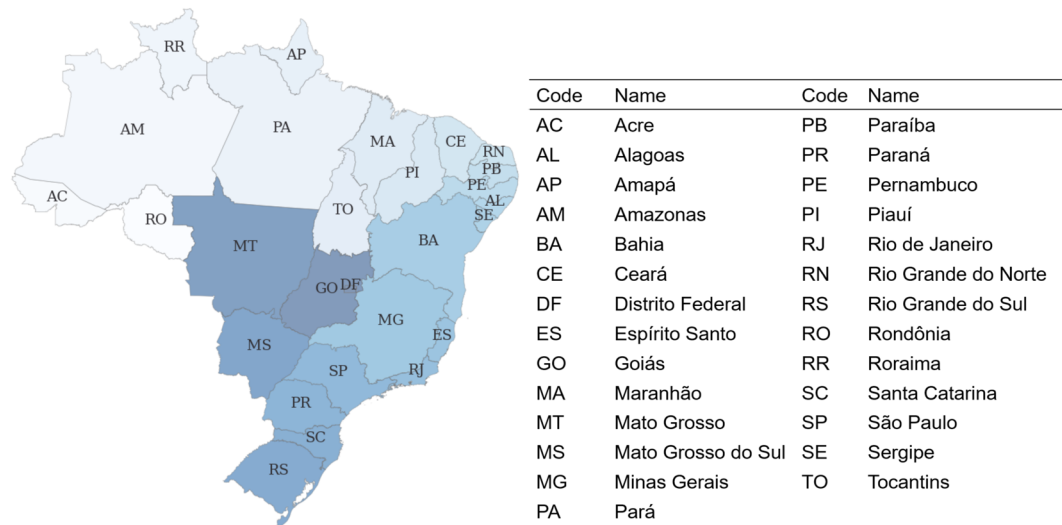 RR
AP
AM
PA
MA
CE
RN
PB
PI
PE
AL
SE
AC
RO
TO
BA
MT
GO
DF
MG
ES
MS
SP
RJ
PR
SC
RS
Code Name Code Name
AC Acre PB Paraíba
AL Alagoas PR Paraná
AP Amapá PE Pernambuco
AM Amazonas PI Piauí
BA Bahia RJ Rio de Janeiro
CE Ceará RN Rio Grande do Norte
DF Distrito Federal RS Rio Grande do Sul
ES Espírito Santo RO Rondônia
GO Goiás RR Roraima
MA Maranhão SC Santa Catarina
MT Mato Grosso SP São Paulo
MS Mato Grosso do Sul SE Sergipe
MG Minas Gerais TO Tocantins
PA Pará